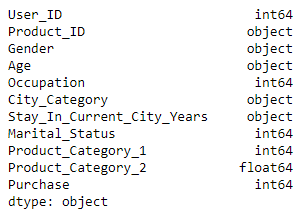 User_ID int64
Product_ID object
Gender object
Age object
Occupation int64
City_Category object
Stay_In_Current_City_Years object
Marital_Status int64
Product_Category_1 int64
Product_Category_2 float64
Purchase int64
dtype: object